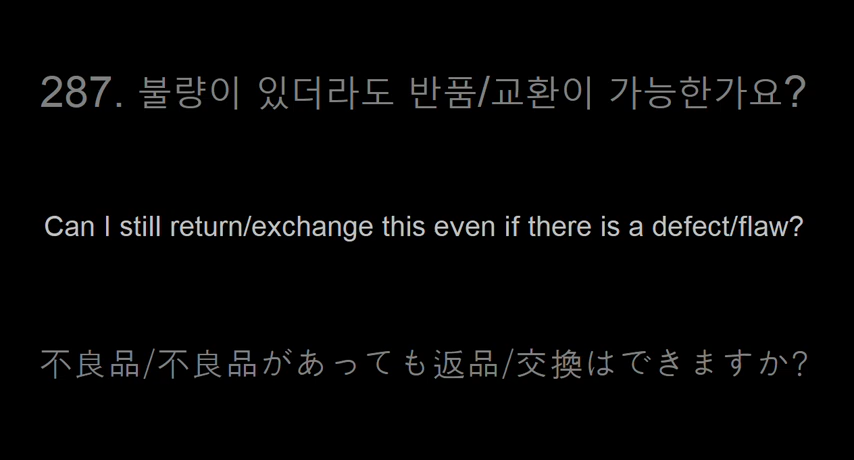 287. 불량이 있더라도 반품/교환이 가능한가요?
Can I still return/exchange this even if there is a defect/flaw?
不良品/不良品があっても返品/交換はできますか?